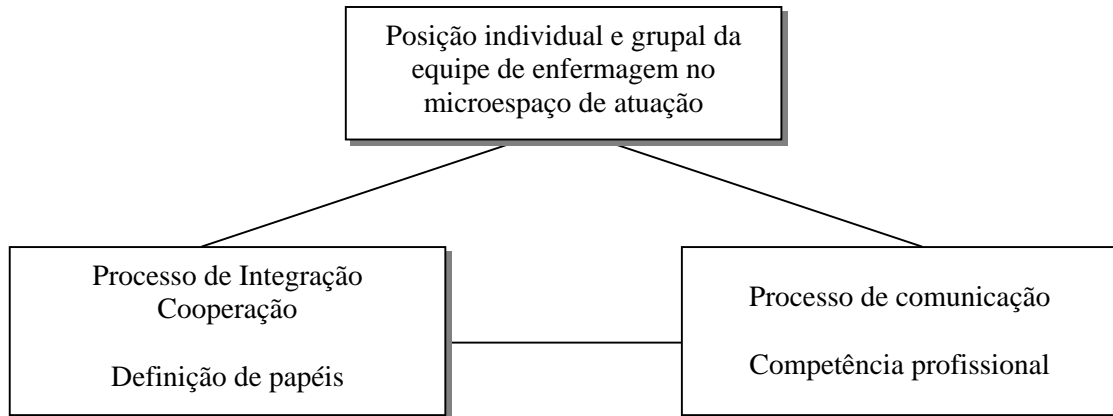 Posição individual e grupal da
equipe de enfermagem no
microespaço de atuação
Processo de Integração
Cooperação
Definição de papéis
Processo de comunicação
Competência profissional